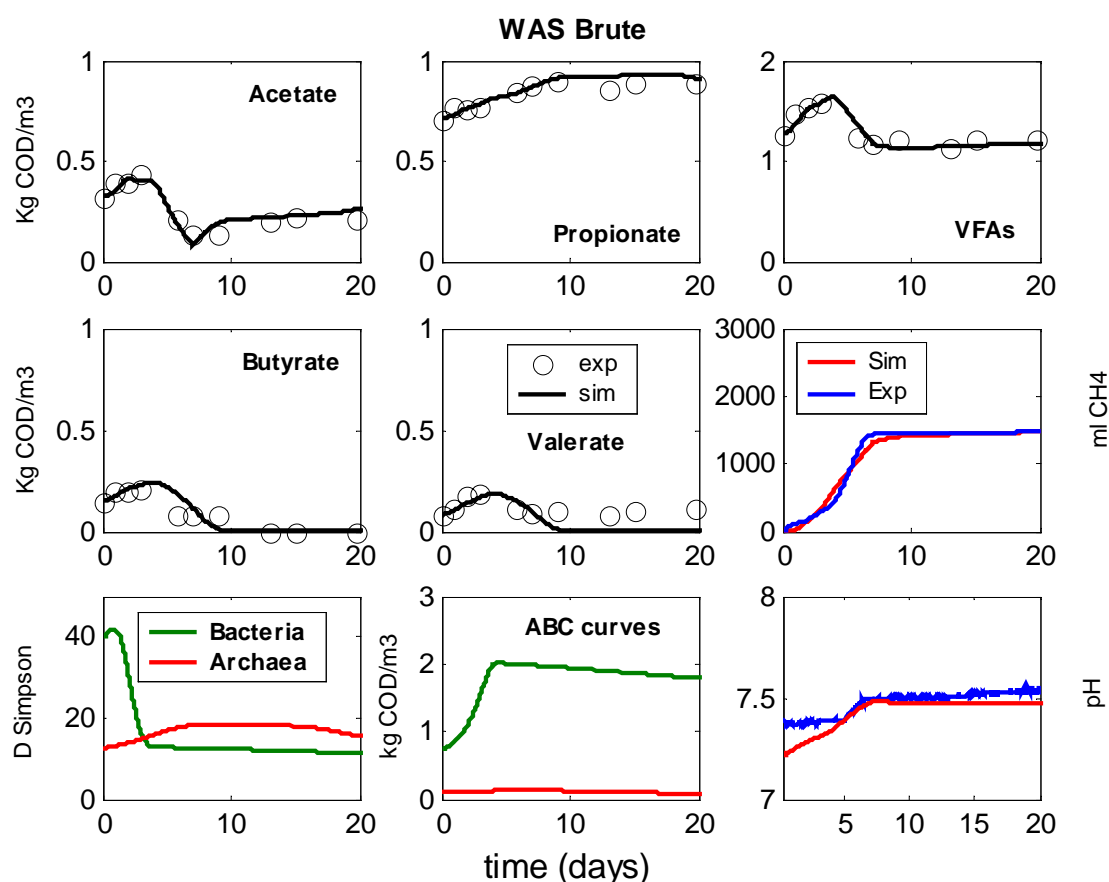 WAS Brute
Kg COD/m3
1
0.5
0
0
10
20
Acetate
1
0.5
0
0
10
20
Propionate
2
1
0
0
10
20
VFAs
Kg COD/m3
1
0.5
0
0
10
20
Butyrate
1
0.5
0
0
10
20
exp
sim
Valerate
3000
2000
1000
0
0
10
20
Sim
Exp
ml CH4
D Simpson
40
20
0
0
10
20
Bacteria
Archaea
kg COD/m3
3
2
1
0
0
10
20
ABC curves
8
7.5
7
5
10
15
20
pH
time (days)